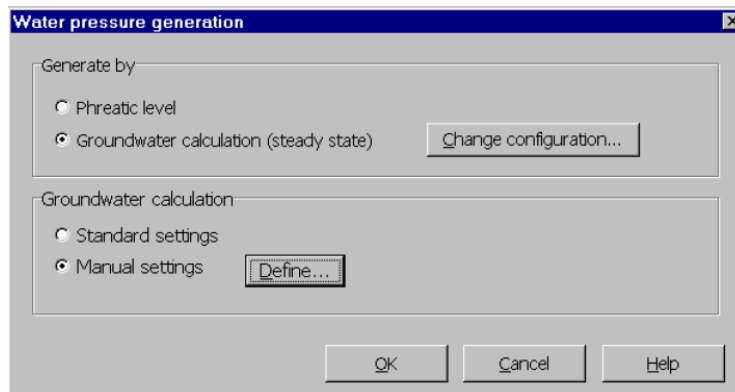 Water pressure generation
Generate by
Phreatic level
Groundwater calculation (steady state)
Change configuration...
Groundwater calculation
Standard settings
Manual settings
Define...
OK
Cancel
Help